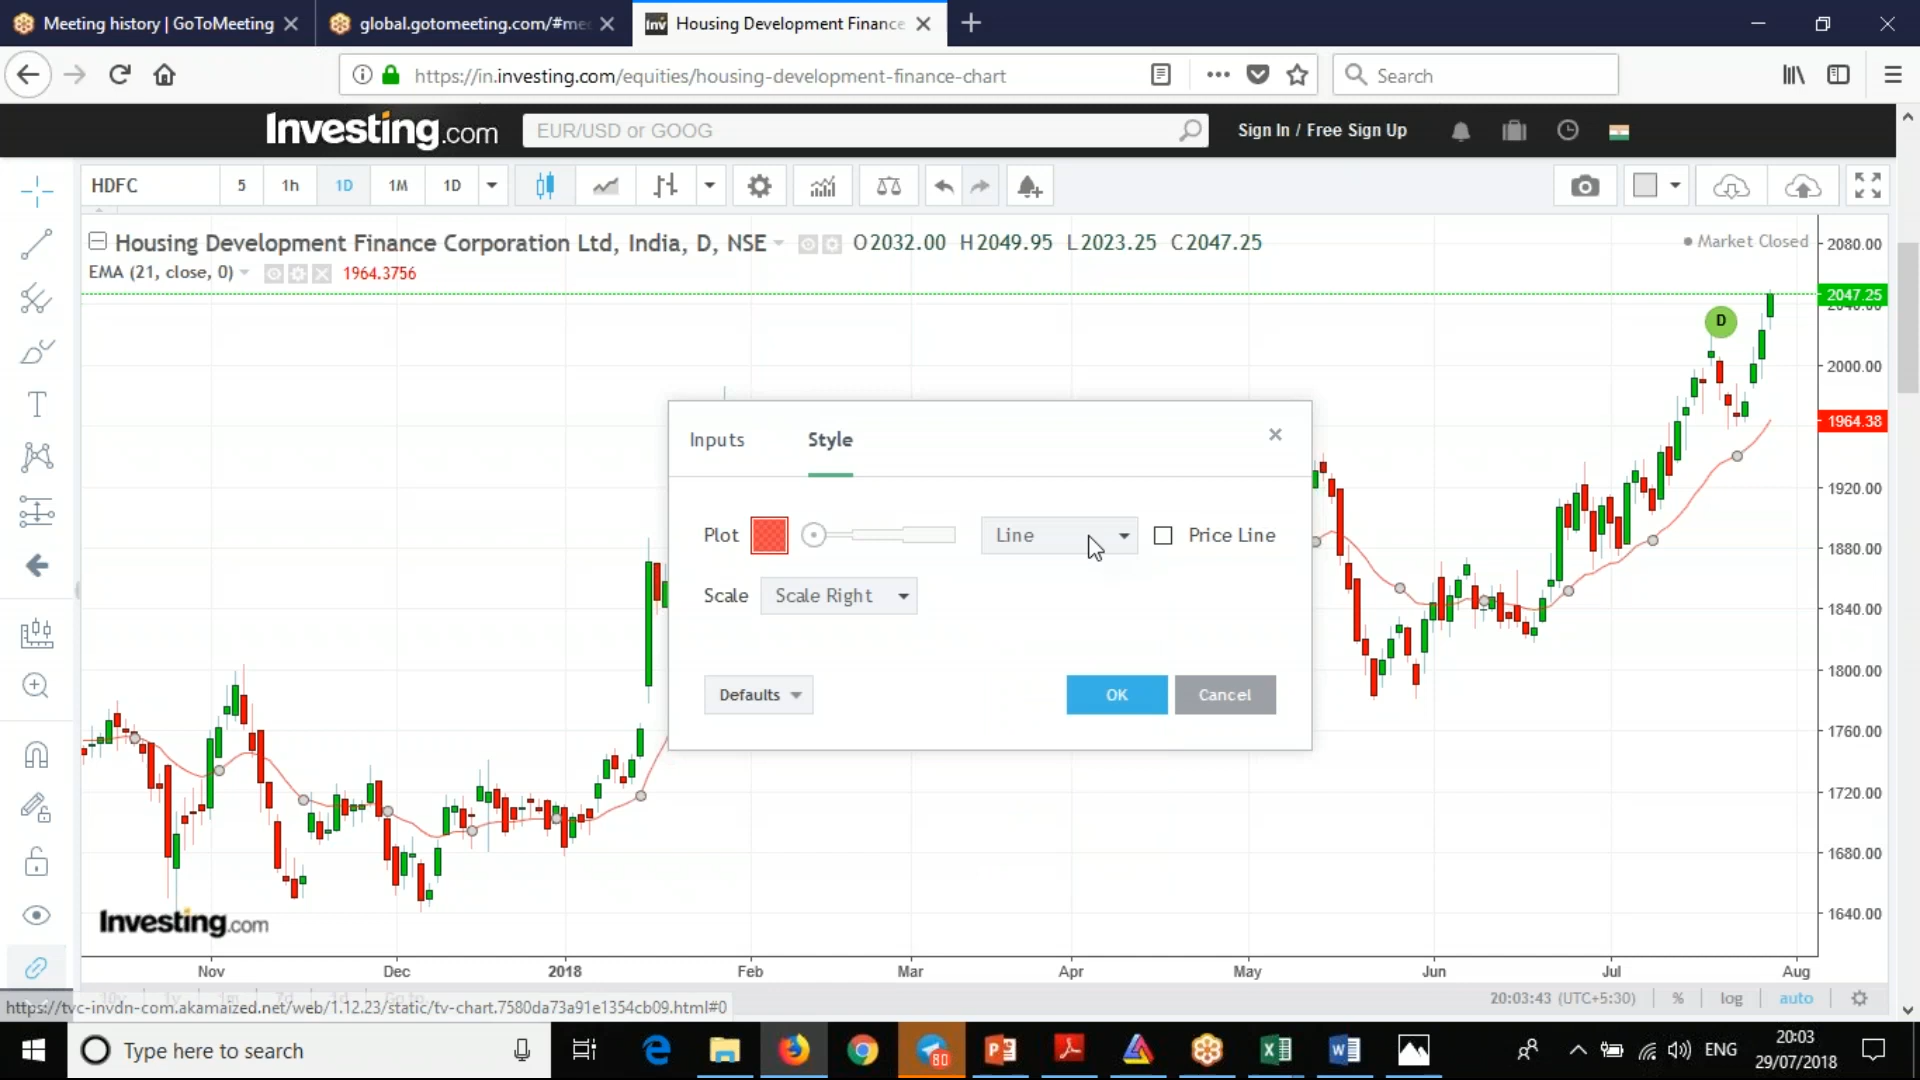 Meeting history | GoToMeeting
global.gotomeeting.com/#me
Housing Development Finance
https://in.investing.com/equities/housing-development-finance-chart
Search
Investing.com
EUR/USD or GOOG
Sign In / Free Sign Up
HDFC
5
1h
1D
1M
1D
Housing Development Finance Corporation Ltd, India, D, NSE
O2032.00 H2049.95 L2023.25 C2047.25
Market Closed
EMA (21, close, 0)
1964.3756
2080.00
2047.25
D
2000.00
1964.38
1920.00
1880.00
1840.00
1800.00
1760.00
1720.00
1680.00
1640.00
Inputs
Style
Plot
Line
Price Line
Scale
Scale Right
Defaults
OK
Cancel
Investing.com
Nov
Dec
2018
Feb
Mar
Apr
May
Jun
Jul
Aug
https://tvc-invdn-com.akamaized.net/web/1.12.23/static/tv-chart.7580da73a91e1354cb09.html#0
20:03:43 (UTC+5:30)
%
log
auto
Type here to search
80
ENG
20:03
29/07/2018